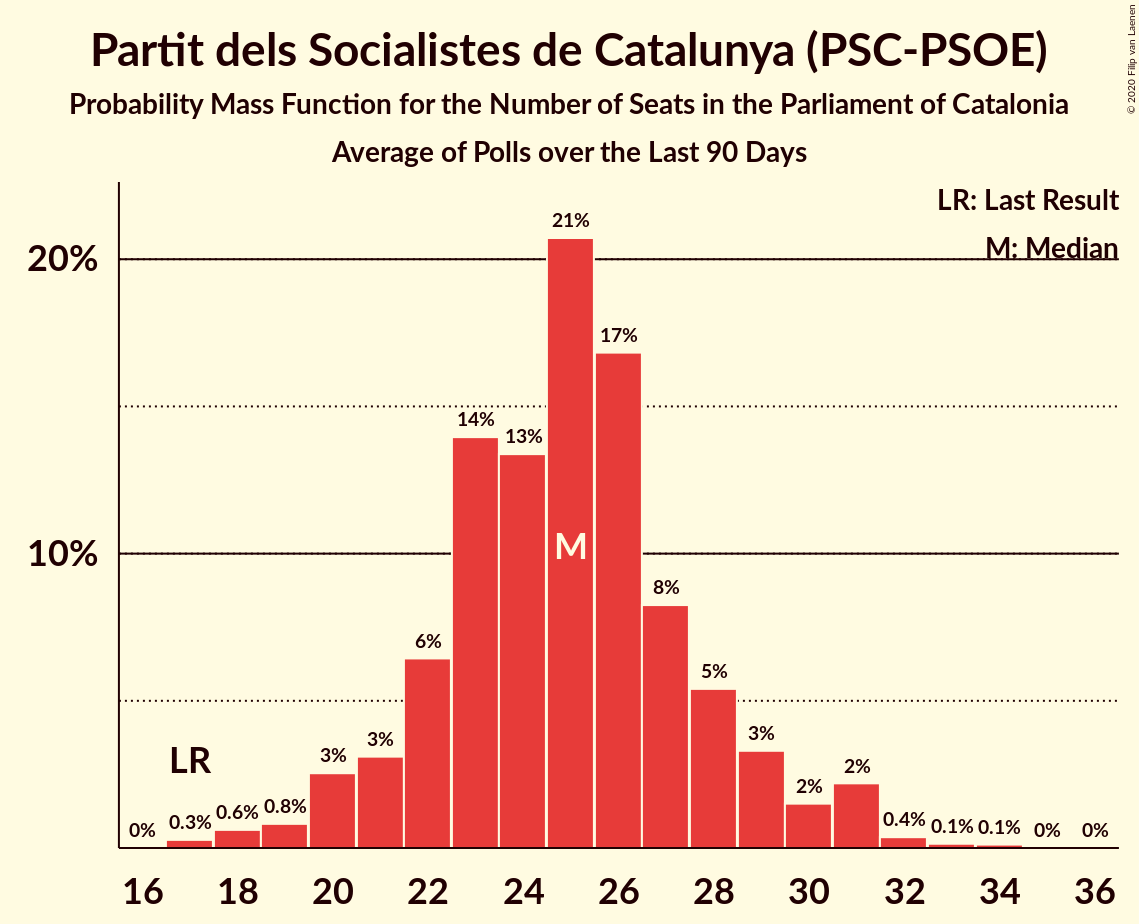 Partit dels Socialistes de Catalunya (PSC-PSOE)
Probability Mass Function for the Number of Seats in the Parliament of Catalonia
Average of Polls over the Last 90 Days
© 2020 Filip van Laenen
LR: Last Result
M: Median
20%
10%
21%
17%
14%
13%
M
8%
6%
5%
LR
3%
3%
3%
2%
2%
0%
0.3%
0.6%
0.8%
0.4%
0.1%
0.1%
0%
0%
16 18 20 22 24 26 28 30 32 34 36